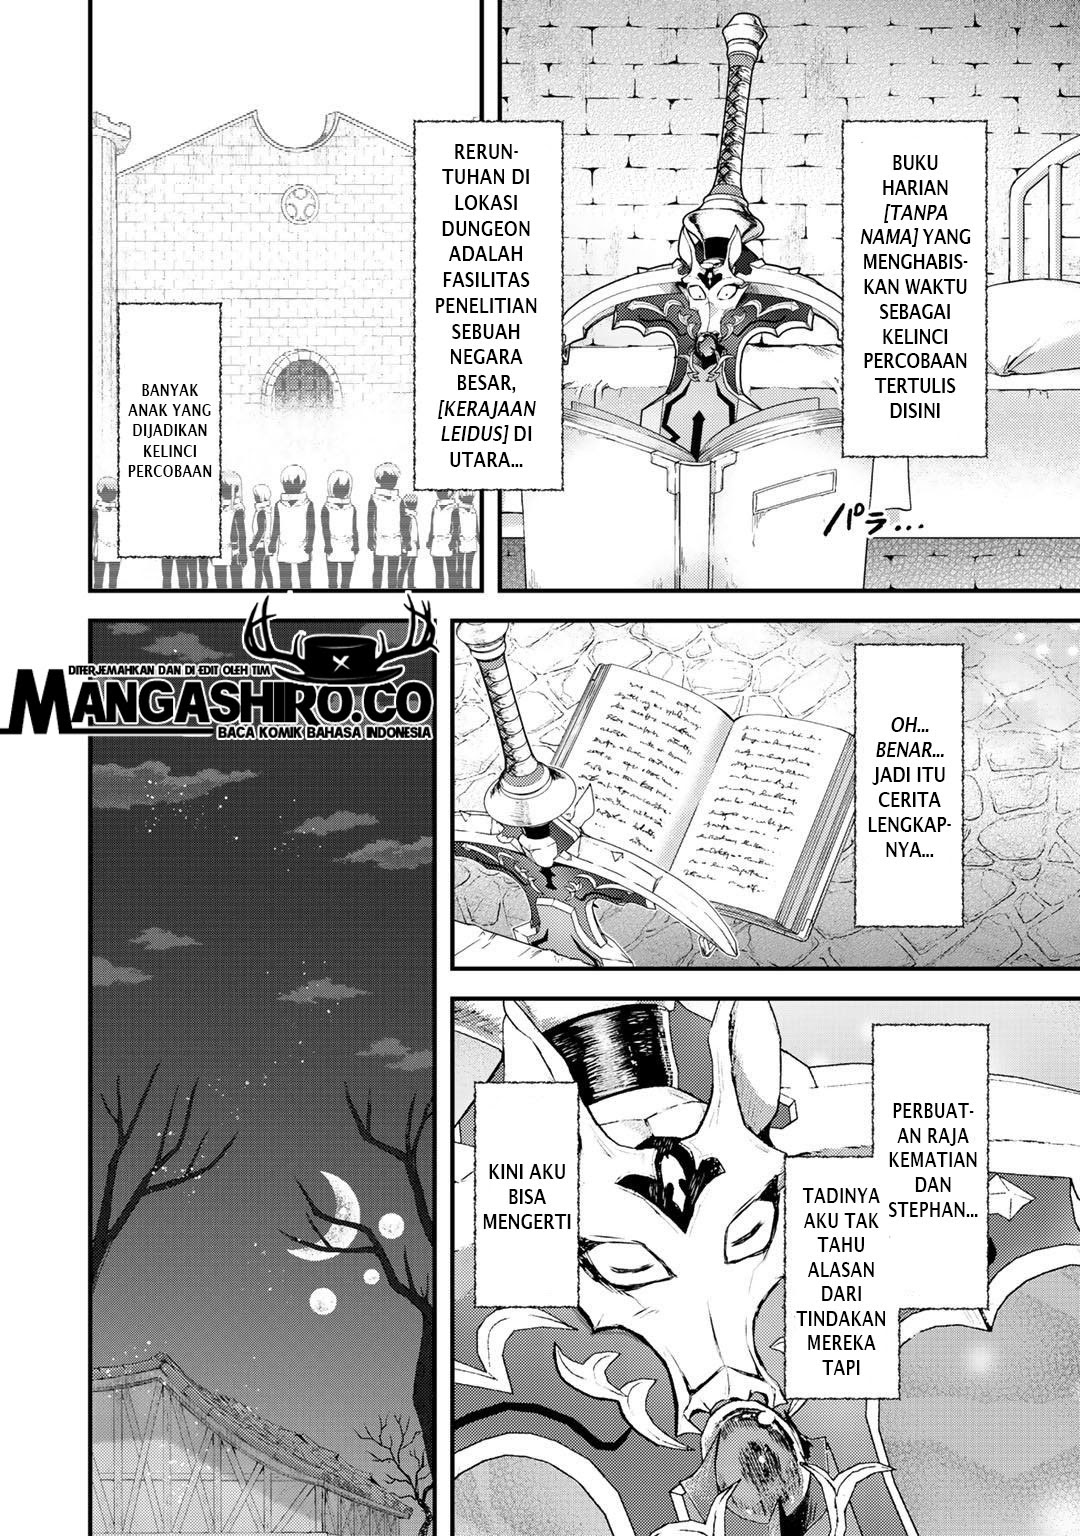 BUKU
HARIAN
[TANPA
NAMA] YANG
MENGHABIS-
KAN WAKTU
SEBAGAI
KELINCI
PERCOBAAN
TERTULIS
DISINI
パラ...
RERUN-
TUHAN DI
LOKASI
DUNGEON
ADALAH
FASILITAS
PENELITIAN
SEBUAH
NEGARA
BESAR,
[KERAJAAN
LEIDUS] DI
UTARA...
BANYAK
ANAK YANG
DIJADIKAN
KELINCI
PERCOBAAN
DITERJEMAHKAN DAN DI EDIT OLEH TIM
MANGASHIRO.CO
BACA KOMIK BAHASA INDONESIA
OH...
BENAR...
JADI ITU
CERITA
LENGKAP-
NYA...
PERBUAT-
AN RAJA
KEMATIAN
DAN
STEPHAN...
TADINYA
AKU TAK
TAHU
ALASAN
DARI
TINDAKAN
MEREKA
TAPI
KINI AKU
BISA
MENGERTI